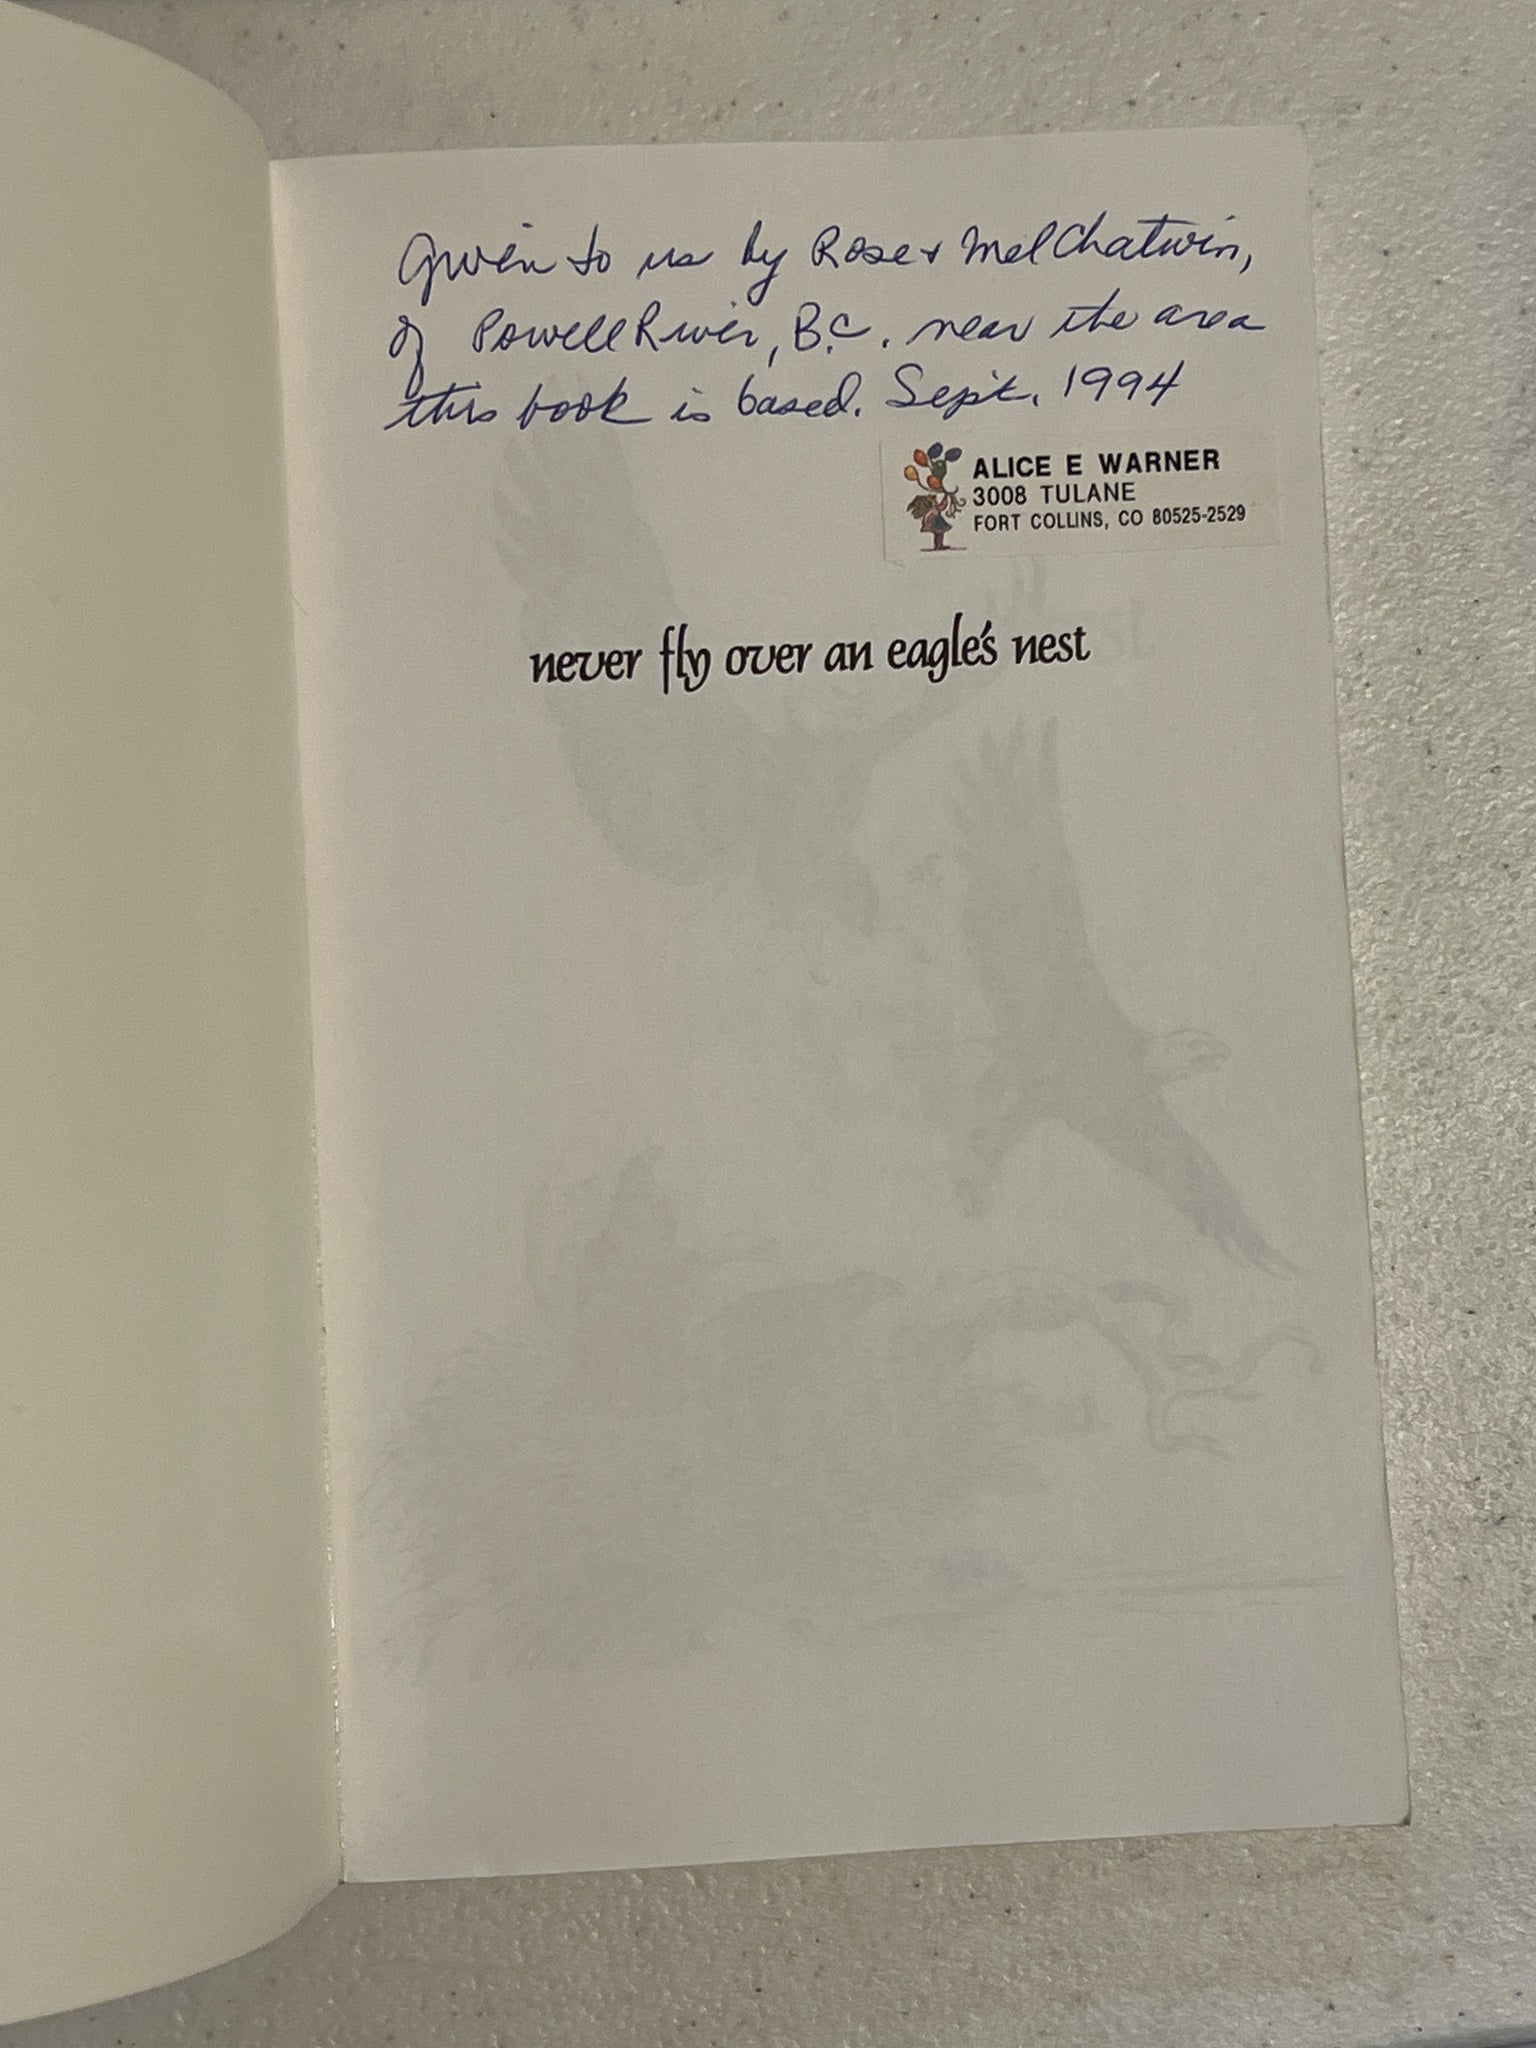 Given to us by Rose + Mel Chatwin,
of Powell River, B.C. near the area
this book is based. Sept. 1994
ALICE E WARNER
3008 TULANE
FORT COLLINS, CO 80525-2529
never fly over an eagle's nest